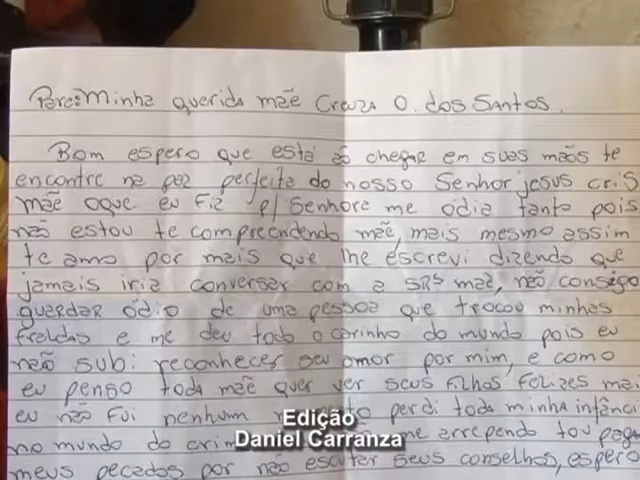 Para: Minha querida mãe Creuza O. dos Santos.
Bom espero que está ao chegar em suas mãos te
encontre na paz perfeita do nosso Senhor jesus cris
mãe oque eu Fiz p/ Senhora me ódia tanto pois
não estou te compreendendo mãe, mais mesmo assim
te amo por mais que lhe escrevi dizendo que
jamais iria conversar com a SRª mãe, não consigo
guardar ódio de uma pessoa que trocou minhas
fraldas e me deu todo o carinho do mundo pois eu
não subi reconhecer seu amor por mim, e como
eu penso toda mãe quer ver seus filhos felizes mai
eu não Fui nenhum perdi toda minha infânci
no mundo do crim me arrependo tou paga
meus pecados por não escutar seus conselhos, espero
Edição
Daniel Carranza